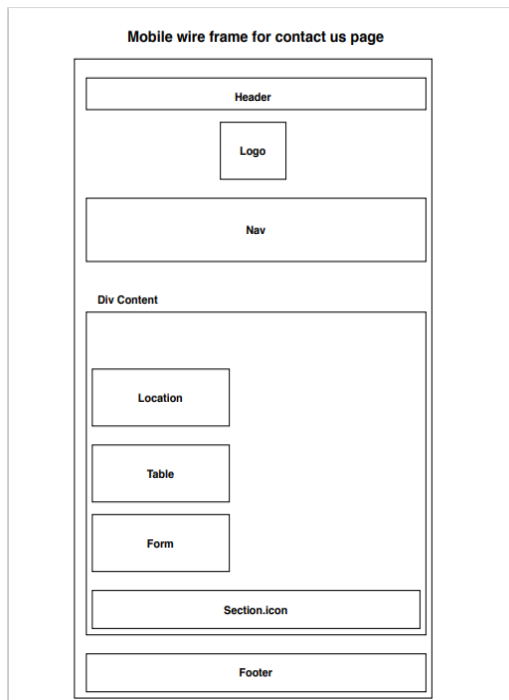 Mobile wire frame for contact us page
Header
Logo
Nav
Div Content
Location
Table
Form
Section.icon
Footer